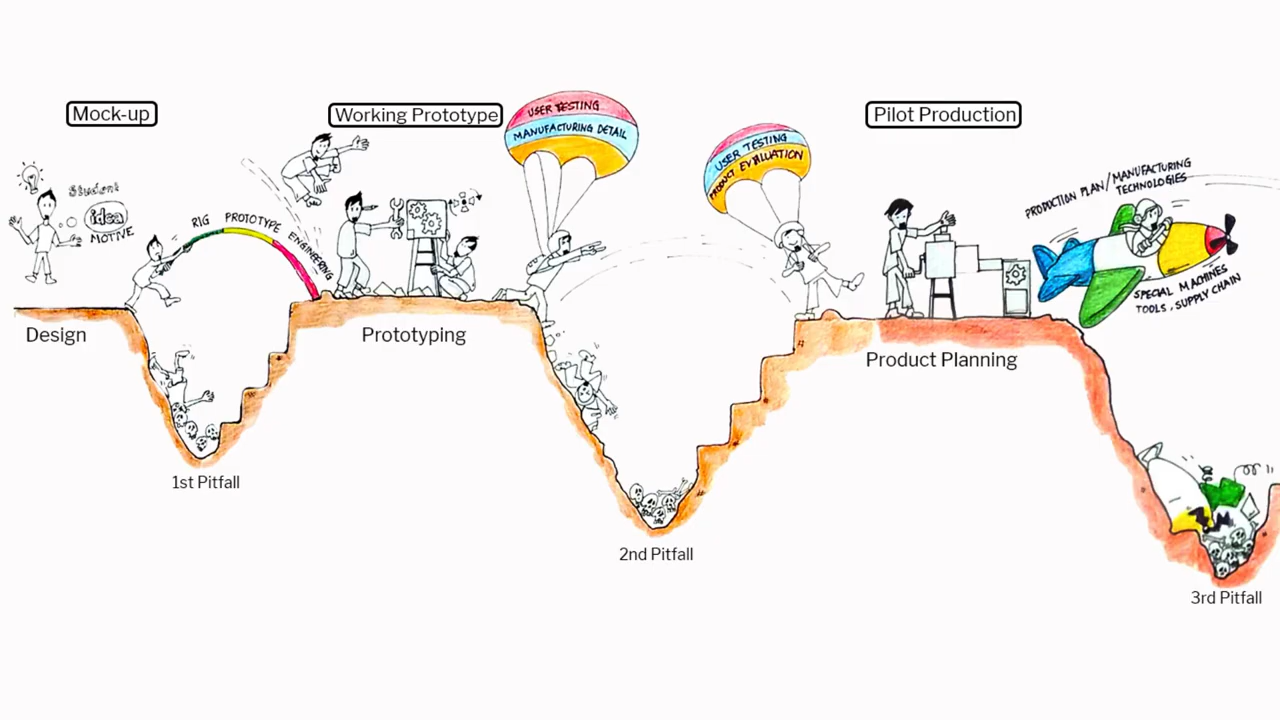 Mock-up
Student
idea
MOTIVE
Design
RIG PROTOTYPE ENGINEERING
1st Pitfall
Working Prototype
Prototyping
USER TESTING
MANUFACTURING DETAIL
2nd Pitfall
USER TESTING
PRODUCT EVALUATION
Pilot Production
Product Planning
PRODUCTION PLAN/MANUFACTURING
TECHNOLOGIES
SPECIAL MACHINES
TOOLS, SUPPLY CHAIN
3rd Pitfall